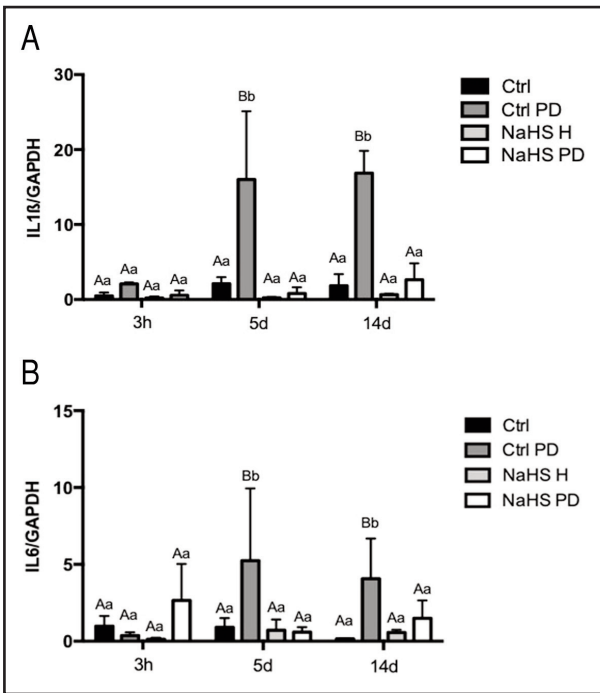 A
IL1ß/GAPDH
30
20
10
0
Aa Aa Aa Aa
Aa Bb Aa Aa
Aa Bb Aa Aa
3h 5d 14d
Ctrl
Ctrl PD
NaHS H
NaHS PD
B
IL6/GAPDH
15
10
5
0
Aa Aa Aa Aa
Aa Bb Aa Aa
Aa Bb Aa Aa
3h 5d 14d
Ctrl
Ctrl PD
NaHS H
NaHS PD